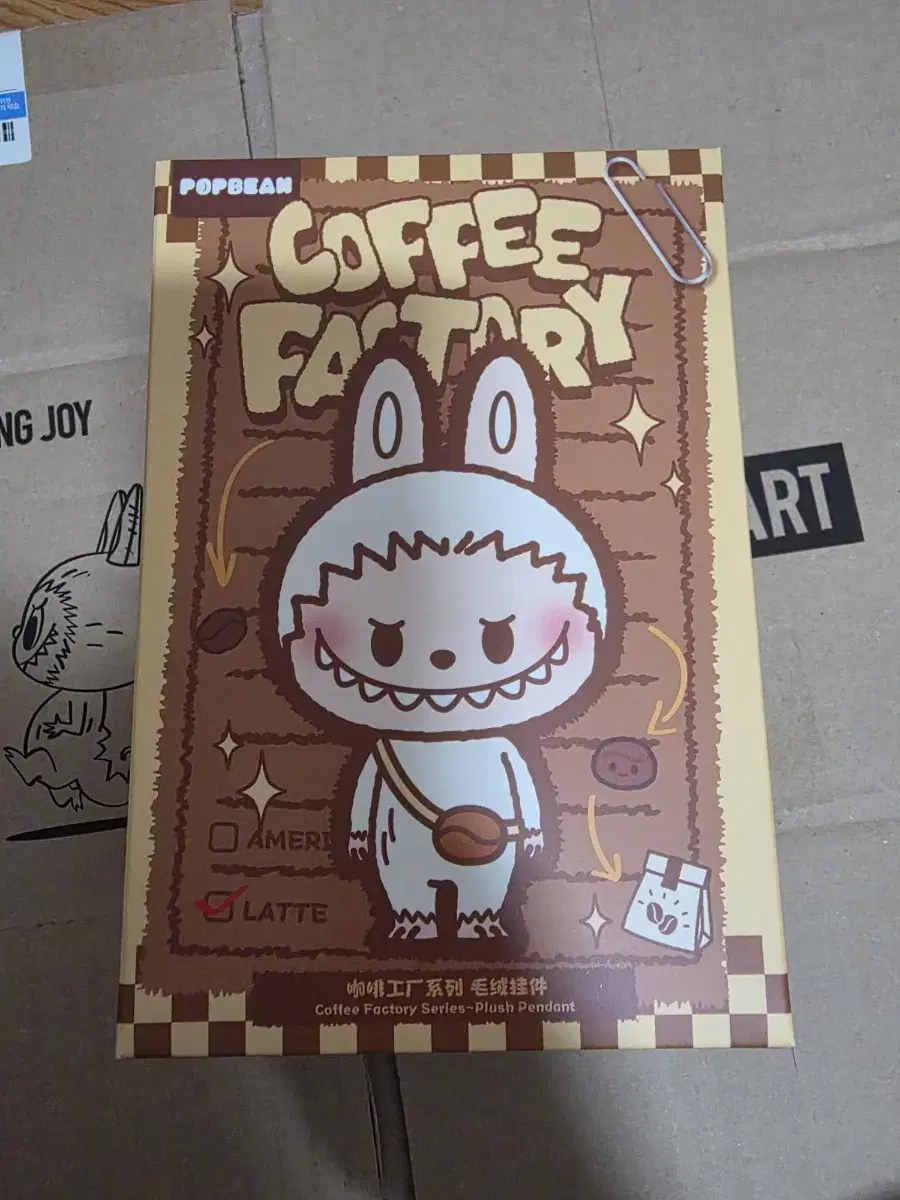 POPBEAN
COFFEE
FACTORY
NG JOY
ART
AMERI
LATTE
咖啡工厂系列 毛绒挂件
Coffee Factory Series~Plush Pendant